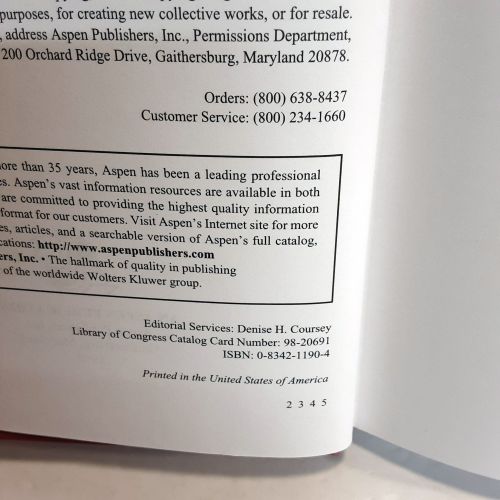 purposes, for creating new collective works, or for resale.
, address Aspen Publishers, Inc., Permissions Department,
200 Orchard Ridge Drive, Gaithersburg, Maryland 20878.
Orders: (800) 638-8437
Customer Service: (800) 234-1660
more than 35 years, Aspen has been a leading professional
es. Aspen's vast information resources are available in both
are committed to providing the highest quality information
format for our customers. Visit Aspen's Internet site for more
es, articles, and a searchable version of Aspen's full catalog,
cations: http://www.aspenpublishers.com
ers, Inc. • The hallmark of quality in publishing
of the worldwide Wolters Kluwer group.
Editorial Services: Denise H. Coursey
Library of Congress Catalog Card Number: 98-20691
ISBN: 0-8342-1190-4
Printed in the United States of America
2 3 4 5